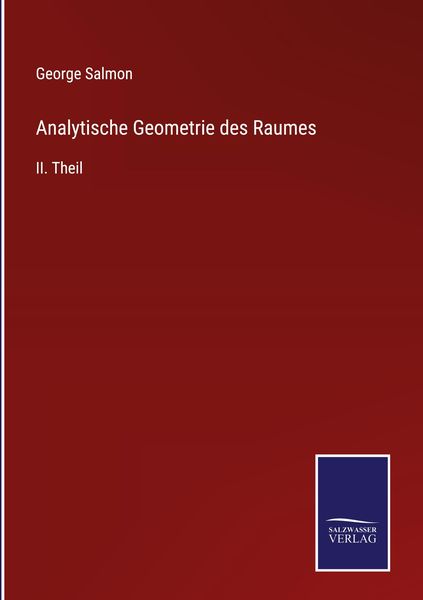 George Salmon
Analytische Geometrie des Raumes
II. Theil
SALZWASSER
VERLAG